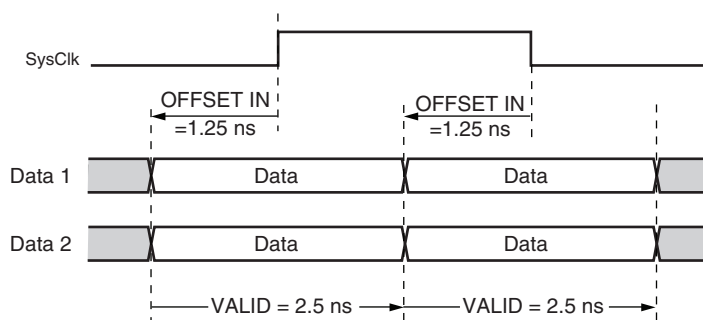 SysClk
OFFSET IN
=1.25 ns
OFFSET IN
=1.25 ns
Data 1
Data
Data
Data 2
Data
Data
VALID = 2.5 ns
VALID = 2.5 ns